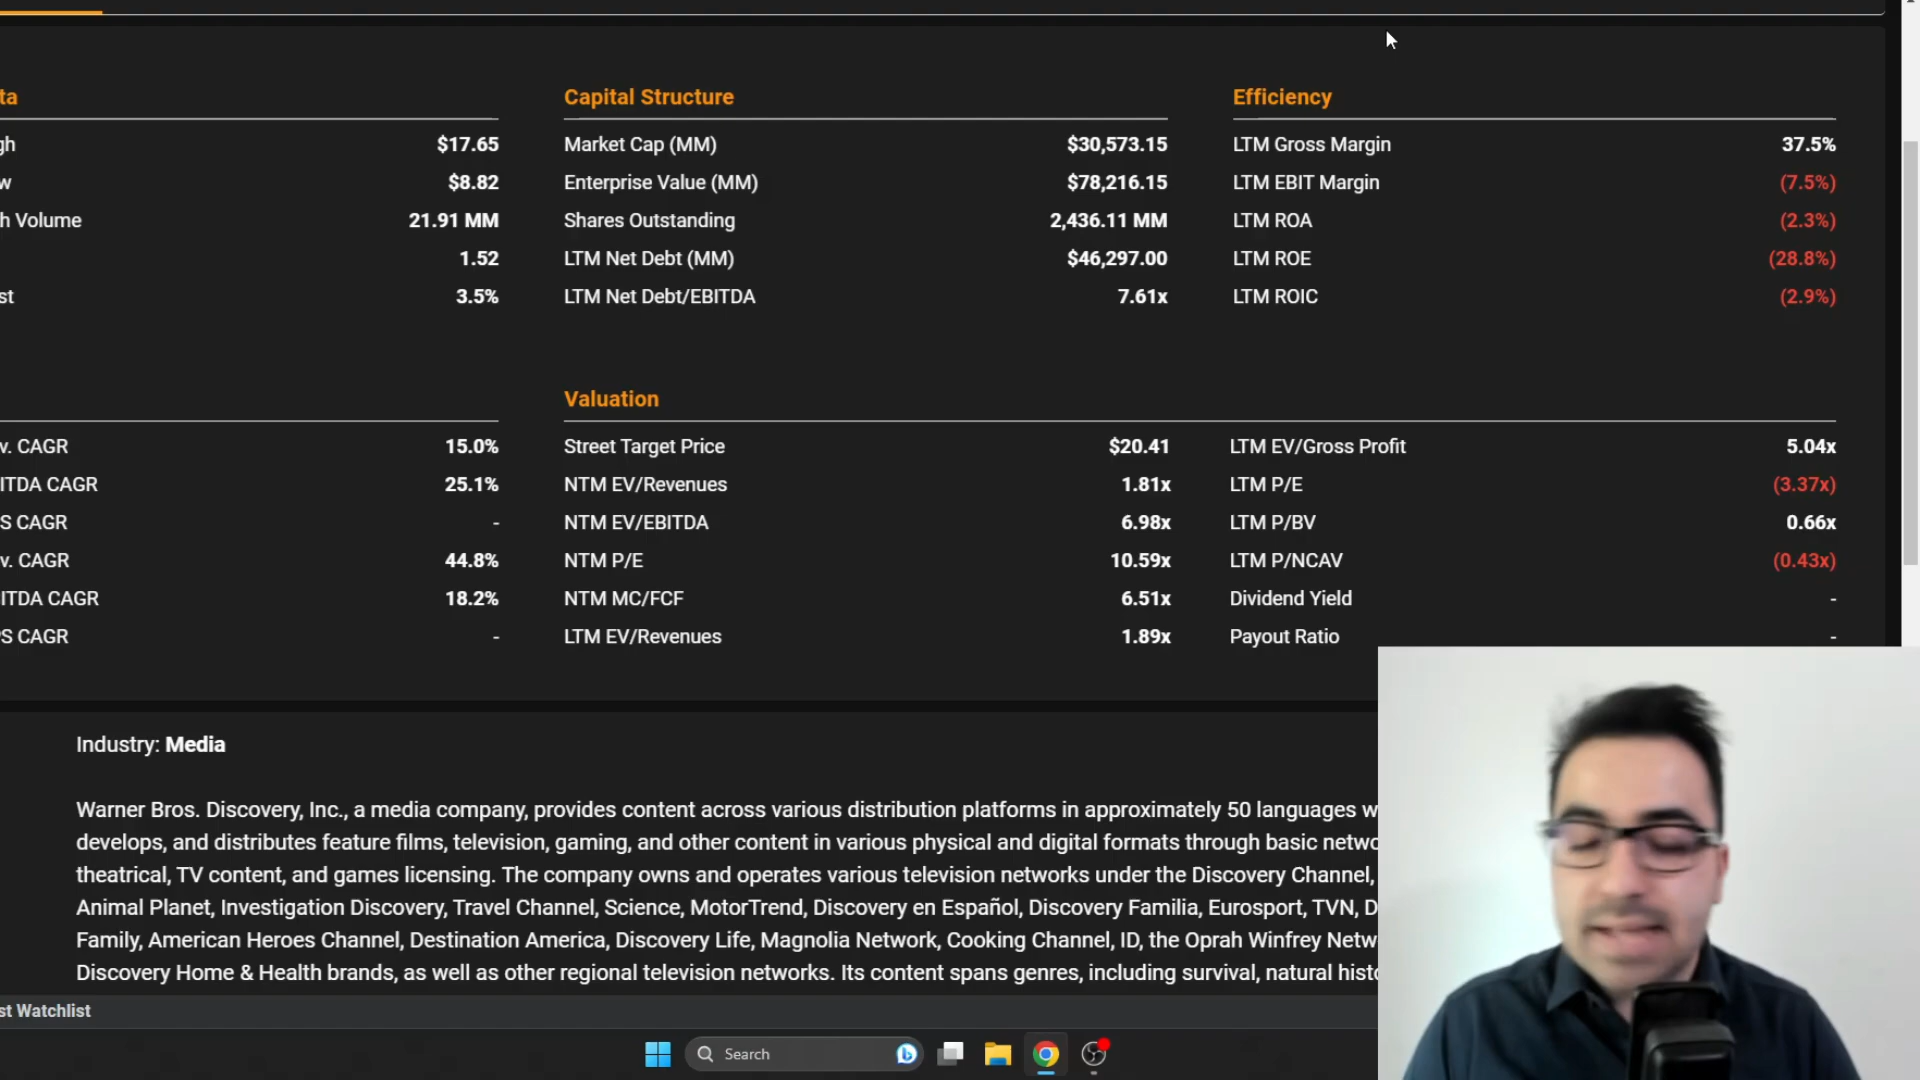 ta
gh $17.65
w $8.82
h Volume 21.91 MM
1.52
st 3.5%
Capital Structure
Market Cap (MM) $30,573.15
Enterprise Value (MM) $78,216.15
Shares Outstanding 2,436.11 MM
LTM Net Debt (MM) $46,297.00
LTM Net Debt/EBITDA 7.61x
Efficiency
LTM Gross Margin 37.5%
LTM EBIT Margin (7.5%)
LTM ROA (2.3%)
LTM ROE (28.8%)
LTM ROIC (2.9%)
v. CAGR 15.0%
ITDA CAGR 25.1%
S CAGR -
v. CAGR 44.8%
ITDA CAGR 18.2%
S CAGR -
Valuation
Street Target Price $20.41
NTM EV/Revenues 1.81x
NTM EV/EBITDA 6.98x
NTM P/E 10.59x
NTM MC/FCF 6.51x
LTM EV/Revenues 1.89x
LTM EV/Gross Profit 5.04x
LTM P/E (3.37x)
LTM P/BV 0.66x
LTM P/NCAV (0.43x)
Dividend Yield -
Payout Ratio -
Industry: Media
Warner Bros. Discovery, Inc., a media company, provides content across various distribution platforms in approximately 50 languages w
develops, and distributes feature films, television, gaming, and other content in various physical and digital formats through basic netwo
theatrical, TV content, and games licensing. The company owns and operates various television networks under the Discovery Channel,
Animal Planet, Investigation Discovery, Travel Channel, Science, MotorTrend, Discovery en Español, Discovery Familia, Eurosport, TVN, D
Family, American Heroes Channel, Destination America, Discovery Life, Magnolia Network, Cooking Channel, ID, the Oprah Winfrey Netw
Discovery Home & Health brands, as well as other regional television networks. Its content spans genres, including survival, natural histo
st Watchlist
Search